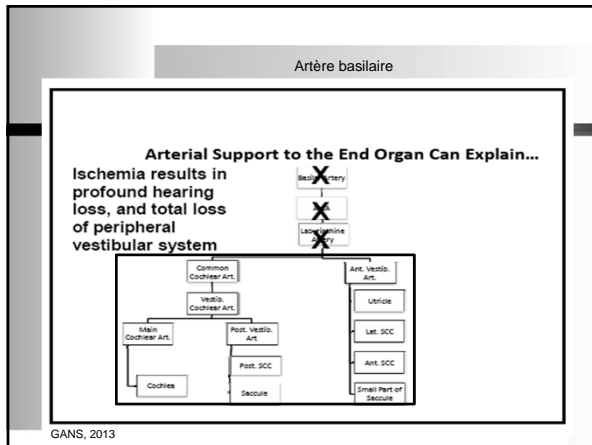 Artère basilaire
Arterial Support to the End Organ Can Explain...
Ischemia results in
profound hearing
loss, and total loss
of peripheral
vestibular system
Artery
Artery
Common
Cochlear Art.
Ant. Vestib.
Art.
Vestib.
Cochlear Art.
Utricle
Main
Cochlear Art.
Post. Vestib.
Art
Lat. SCC
Post. SCC
Ant. SCC
Cochlea
Saccule
Small Part of
Saccule
GANS, 2013